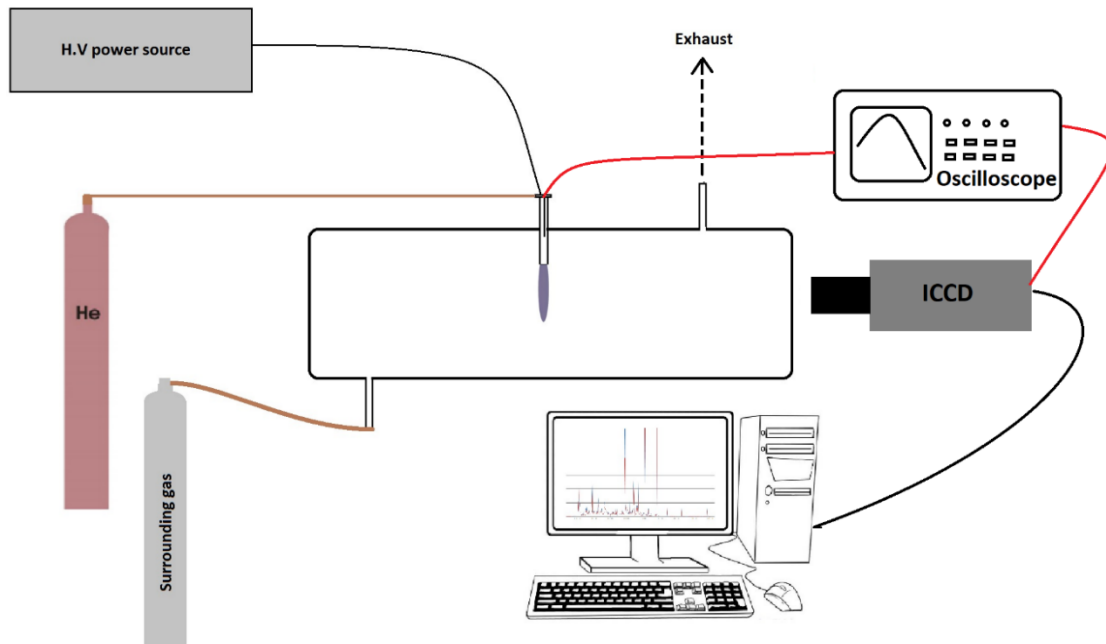 H.V power source
Exhaust
Oscilloscope
He
ICCD
Surrounding gas